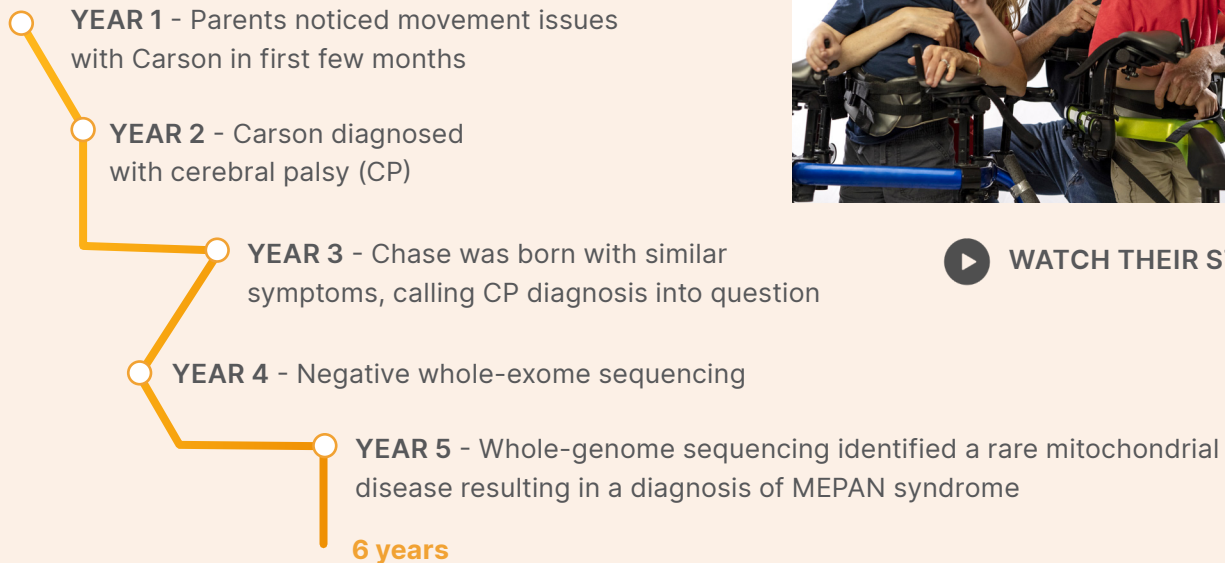 YEAR 1 - Parents noticed movement issues
with Carson in first few months
YEAR 2 - Carson diagnosed
with cerebral palsy (CP)
YEAR 3 - Chase was born with similar
symptoms, calling CP diagnosis into question
WATCH THEIR
YEAR 4 - Negative whole-exome sequencing
YEAR 5 - Whole-genome sequencing identified a rare mitochondrial
disease resulting in a diagnosis of MEPAN syndrome
6 years